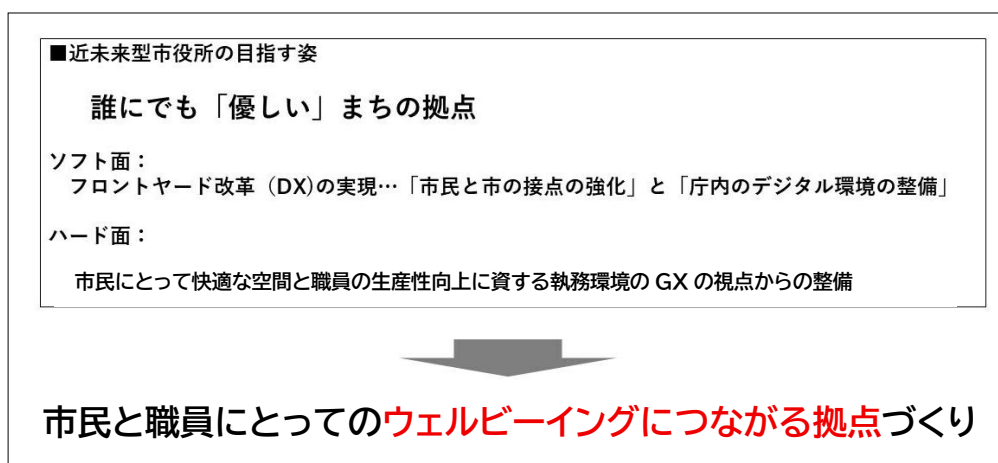 ■近未来型市役所の目指す姿
誰にでも「優しい」まちの拠点
ソフト面：
フロントヤード改革（DX)の実現…「市民と市の接点の強化」と「庁内のデジタル環境の整備」
ハード面：
市民にとって快適な空間と職員の生産性向上に資する執務環境の GX の視点からの整備
市民と職員にとってのウェルビーイングにつながる拠点づくり